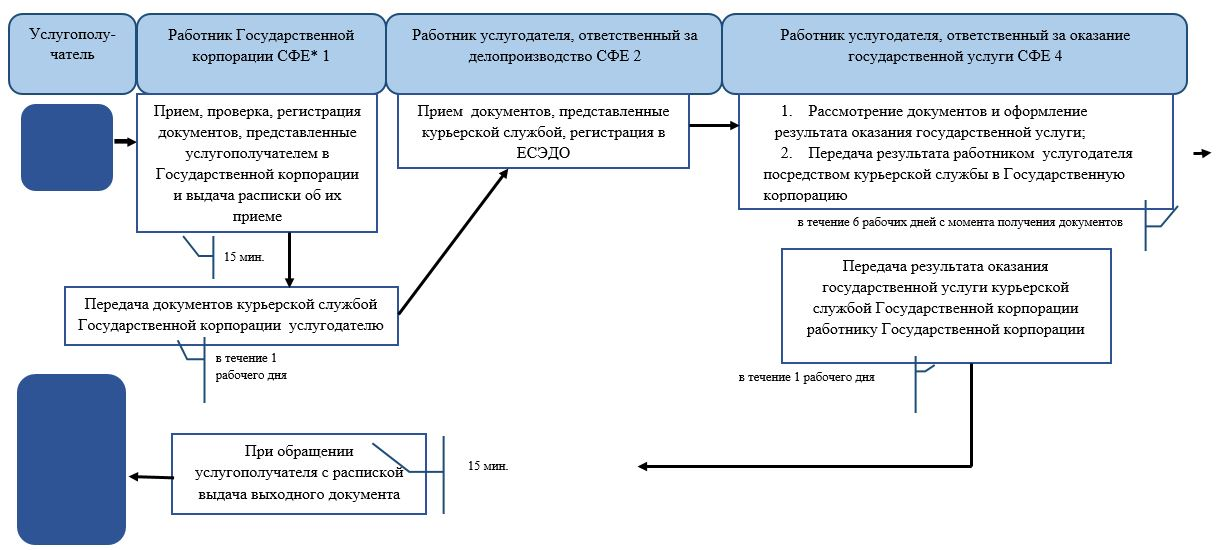 Услугополу-
чатель
Работник Государственной
корпорации СФЕ* 1
Работник услугодателя, ответственный за
делопроизводство СФЕ 2
Работник услугодателя, ответственный за оказание
государственной услуги СФЕ 4
Прием, проверка, регистрация
документов, представленные
услугополучателем в
Государственной корпорации
и выдача расписки об их
приеме
Прием документов, представленные
курьерской службой, регистрация в
ЕСЭДО
1. Рассмотрение документов и оформление
результата оказания государственной услуги;
2. Передача результата работником услугодателя
посредством курьерской службы в Государственную
корпорацию
в течение 6 рабочих дней с момента получения документов
15 мин.
Передача документов курьерской службой
Государственной корпорации услугодателю
в течение 1
рабочего дня
Передача результата оказания
государственной услуги курьерской
службой Государственной корпорации
работнику Государственной корпорации
в течение 1 рабочего дня
При обращении
услугополучателя с распиской
выдача выходного документа
15 мин.